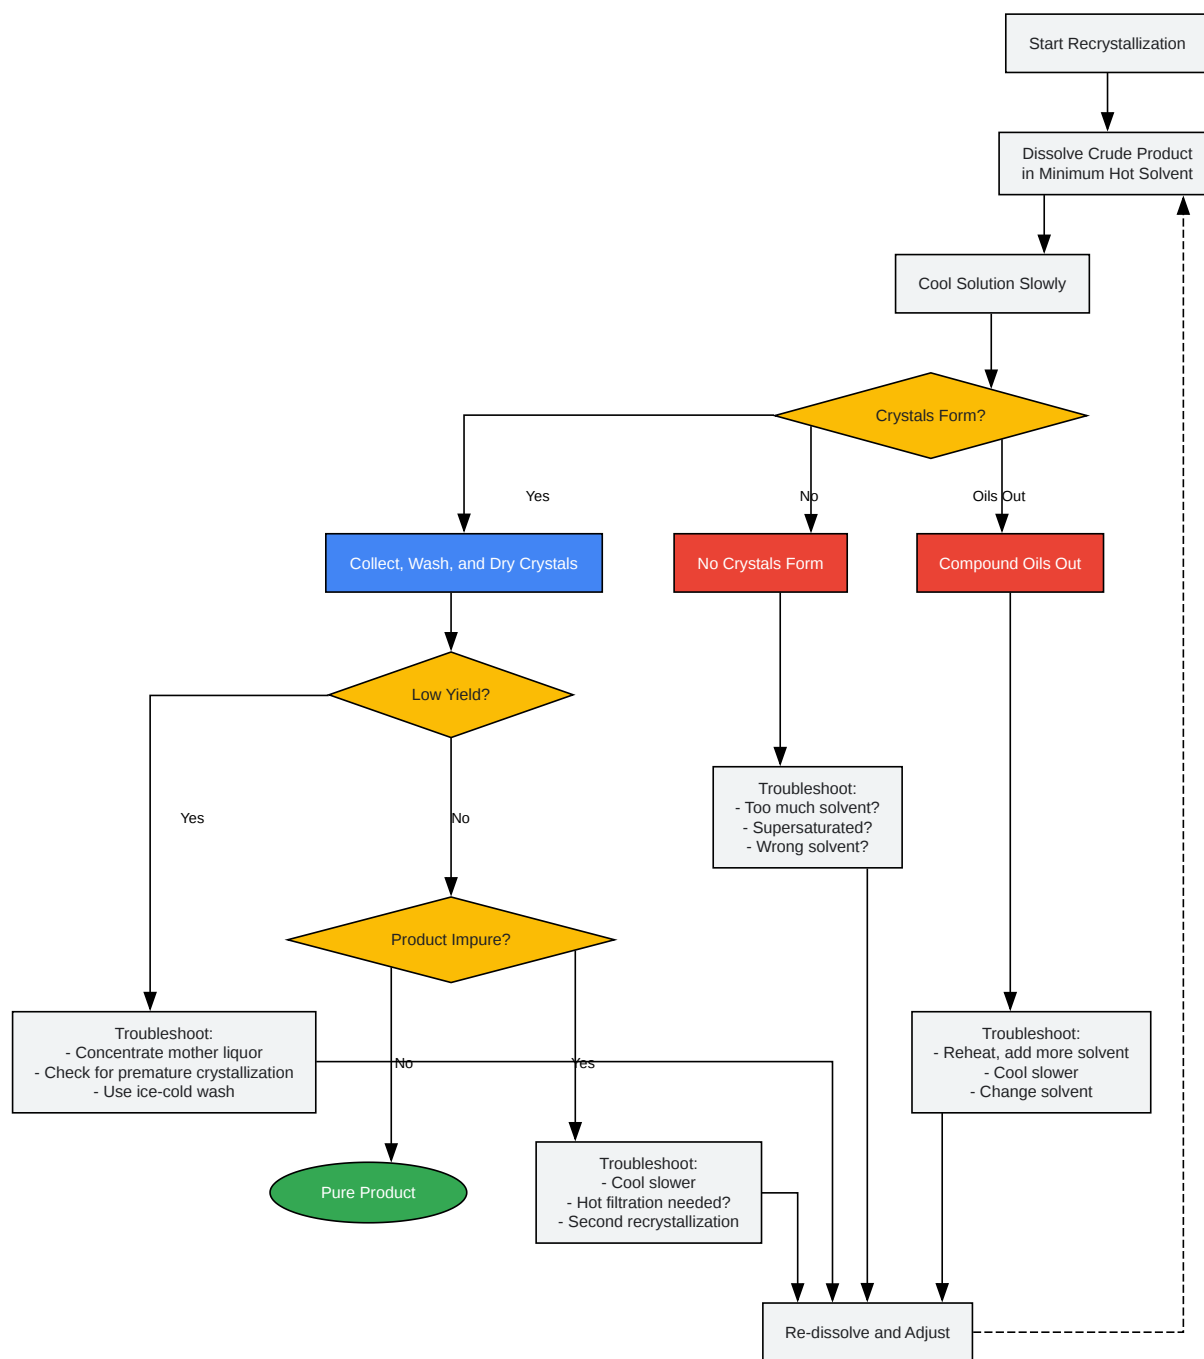 Start Recrystallization
Dissolve Crude Product
in Minimum Hot Solvent
Cool Solution Slowly
Crystals Form?
Yes
No
Oils Out
Collect, Wash, and Dry Crystals
No Crystals Form
Compound Oils Out
Low Yield?
Troubleshoot:
- Too much solvent?
- Supersaturated?
- Wrong solvent?
Yes
No
Product Impure?
Troubleshoot:
- Concentrate mother liquor
- Check for premature crystallization
- Use ice-cold wash
No
Yes
Troubleshoot:
- Reheat, add more solvent
- Cool slower
- Change solvent
Pure Product
Troubleshoot:
- Cool slower
- Hot filtration needed?
- Second recrystallization
Re-dissolve and Adjust